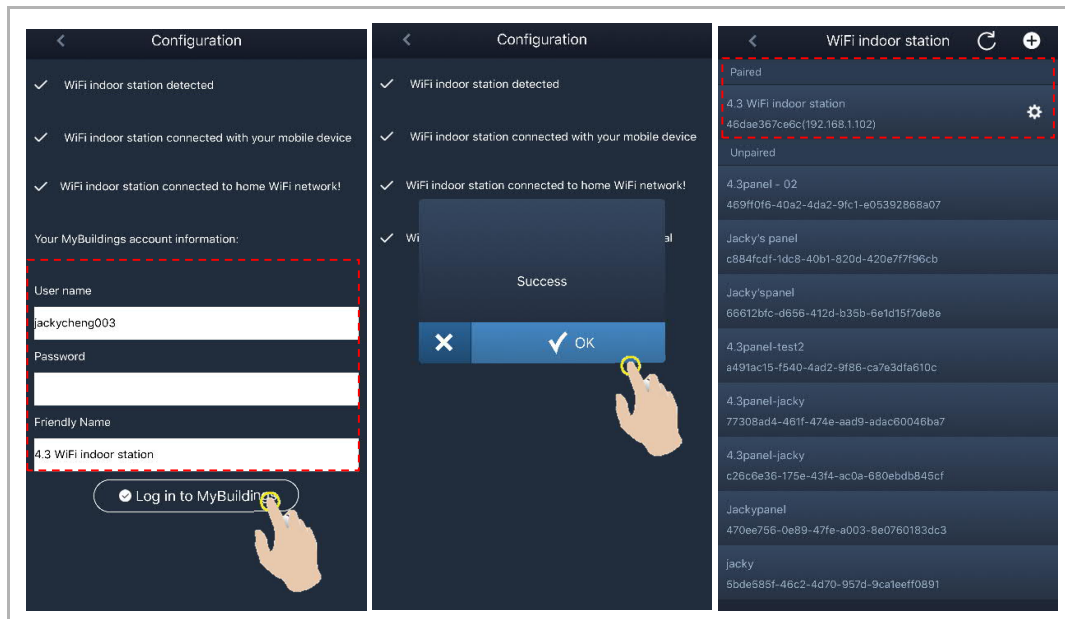 Configuration
WiFi indoor station detected
WiFi indoor station connected with your mobile device
WiFi indoor station connected to home WiFi network!
Your MyBuildings account information:
User name
jackycheng003
Password
Friendly Name
4.3 WiFi indoor station
Log in to MyBuildings
Configuration
WiFi indoor station detected
WiFi indoor station connected with your mobile device
WiFi indoor station connected to home WiFi network!
Wi al
Success
OK
WiFi indoor station
Paired
4.3 WiFi indoor station
46dae367ce6c(192.168.1.102)
Unpaired
4.3panel - 02
469ff0f6-40a2-4da2-9fc1-e05392868a07
Jacky's panel
c884fcdf-1dc8-40b1-820d-420e7f7f96cb
Jacky'spanel
66612bfc-d656-412d-b35b-6e1d15f7de8e
4.3panel-test2
a491ac15-f540-4ad2-9f86-ca7e3dfa610c
4.3panel-jacky
77308ad4-461f-474e-aad9-adac60046ba7
4.3panel-jacky
c26c6e36-175e-43f4-ac0a-680ebdb845cf
Jackypanel
470ee756-0e89-47fe-a003-8e0760183dc3
jacky
5bde585f-46c2-4d70-957d-9ca1eeff0891